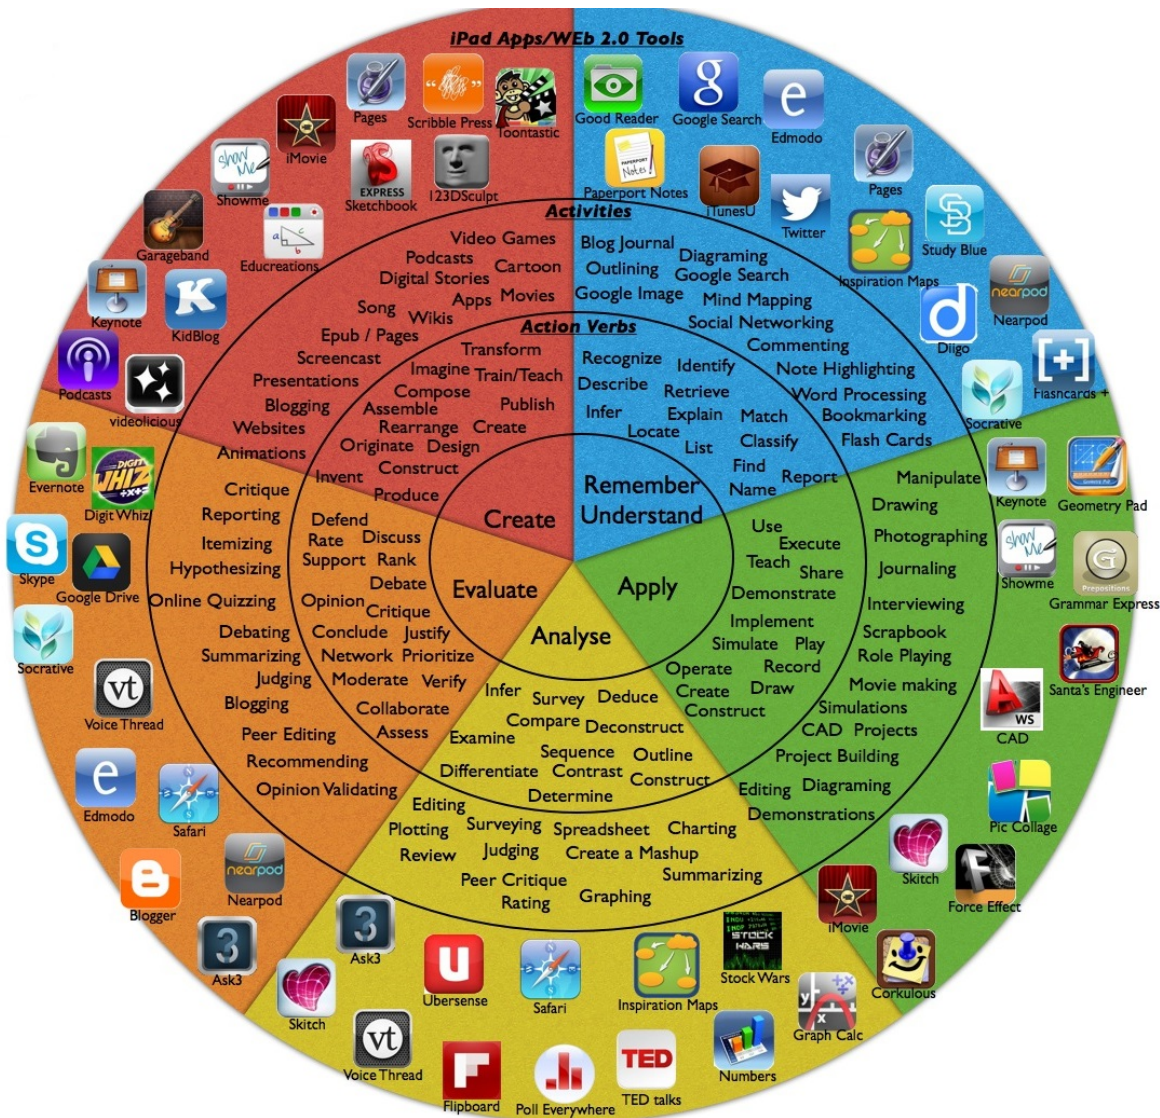 iPad Apps/WEb 2.0 Tools
Pages
Scribble Press
Toontastic
iMovie
Showme
EXPRESS
Sketchbook
123DSculpt
Garageband
Educreations
Keynote
KidBlog
Podcasts
videolicious
Good Reader
Google Search
Edmodo
PAPERPORT
Notes!
Paperport Notes
iTunesU
Twitter
Pages
Study Blue
Inspiration Maps
nearpod
Nearpod
Diigo
Flashcards +
Socrative
Activities
Video Games
Podcasts
Cartoon
Digital Stories
Apps
Movies
Song
Wikis
Epub / Pages
Screencast
Presentations
Blogging
Websites
Animations
Blog Journal
Diagraming
Outlining
Google Search
Google Image
Mind Mapping
Social Networking
Commenting
Note Highlighting
Word Processing
Bookmarking
Flash Cards
Action Verbs
Transform
Imagine
Train/Teach
Compose
Publish
Assemble
Rearrange
Create
Originate
Design
Construct
Invent
Produce
Recognize
Identify
Describe
Retrieve
Infer
Explain
Match
Locate
List
Classify
Find
Name
Report
Create
Remember
Understand
Evaluate
Apply
Analyse
Evernote
DIGIT
WHIZ
Digit Whiz
Skype
Google Drive
Socrative
vt
Voice Thread
Edmodo
Safari
nearpod
Nearpod
Blogger
Ask3
Critique
Reporting
Itemizing
Hypothesizing
Online Quizzing
Debating
Summarizing
Judging
Blogging
Peer Editing
Recommending
Opinion Validating
Defend
Rate
Discuss
Support
Rank
Debate
Opinion
Critique
Conclude
Justify
Network
Prioritize
Moderate
Verify
Collaborate
Assess
Use
Execute
Teach
Share
Demonstrate
Implement
Simulate
Play
Operate
Record
Create
Draw
Construct
Manipulate
Drawing
Photographing
Journaling
Interviewing
Scrapbook
Role Playing
Movie making
Simulations
CAD Projects
Project Building
Editing
Diagraming
Demonstrations
Keynote
Geometry Pad
Showme
Prepositions
Grammar Express
Santa's Engineer
WS
CAD
Pic Collage
Skitch
Force Effect
iMovie
Corkulous
Infer
Survey
Deduce
Compare
Deconstruct
Examine
Sequence
Outline
Differentiate
Contrast
Construct
Determine
Editing
Plotting
Surveying
Spreadsheet
Charting
Review
Judging
Create a Mashup
Summarizing
Peer Critique
Rating
Graphing
Ask3
Skitch
Ubersense
Safari
Inspiration Maps
STOCK
WARS
Stock Wars
Graph Calc
vt
Voice Thread
Flipboard
Poll Everywhere
TED
TED talks
Numbers